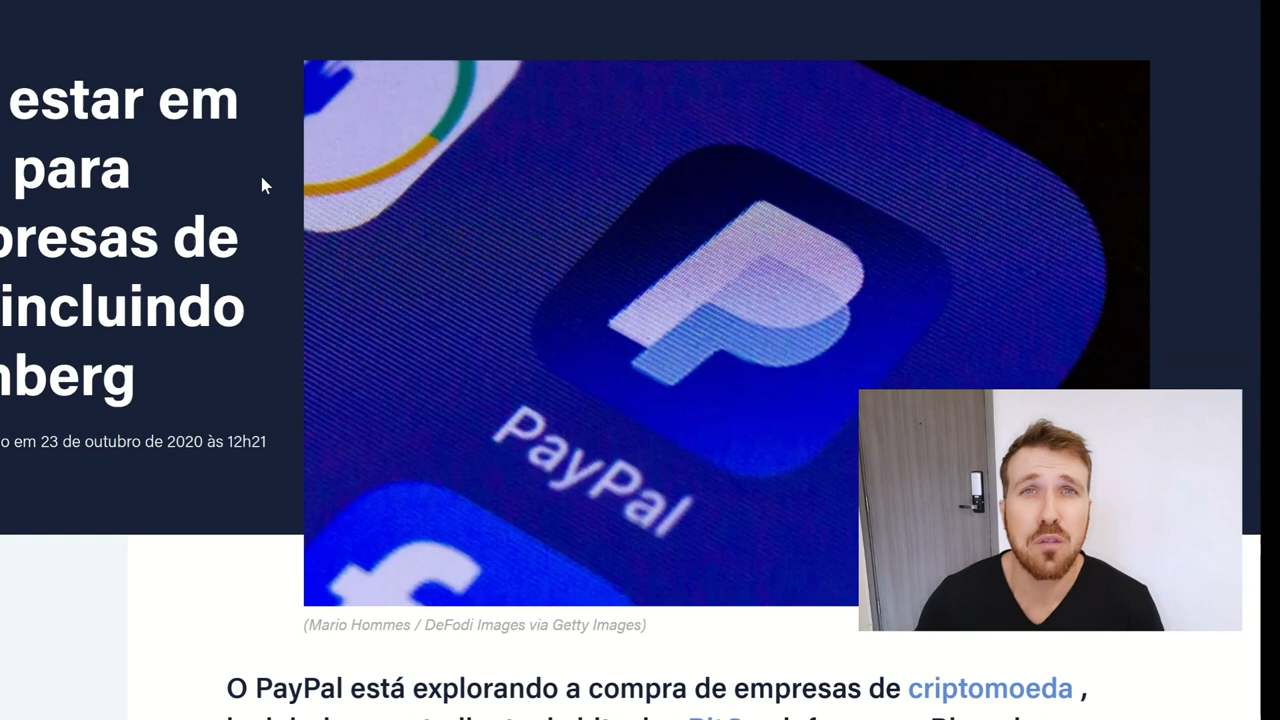 estar em
para
presas de
incluindo
nberg
o em 23 de outubro de 2020 às 12h21
PayPal
(Mario Hommes / DeFodi Images via Getty Images)
O PayPal está explorando a compra de empresas de criptomoeda ,